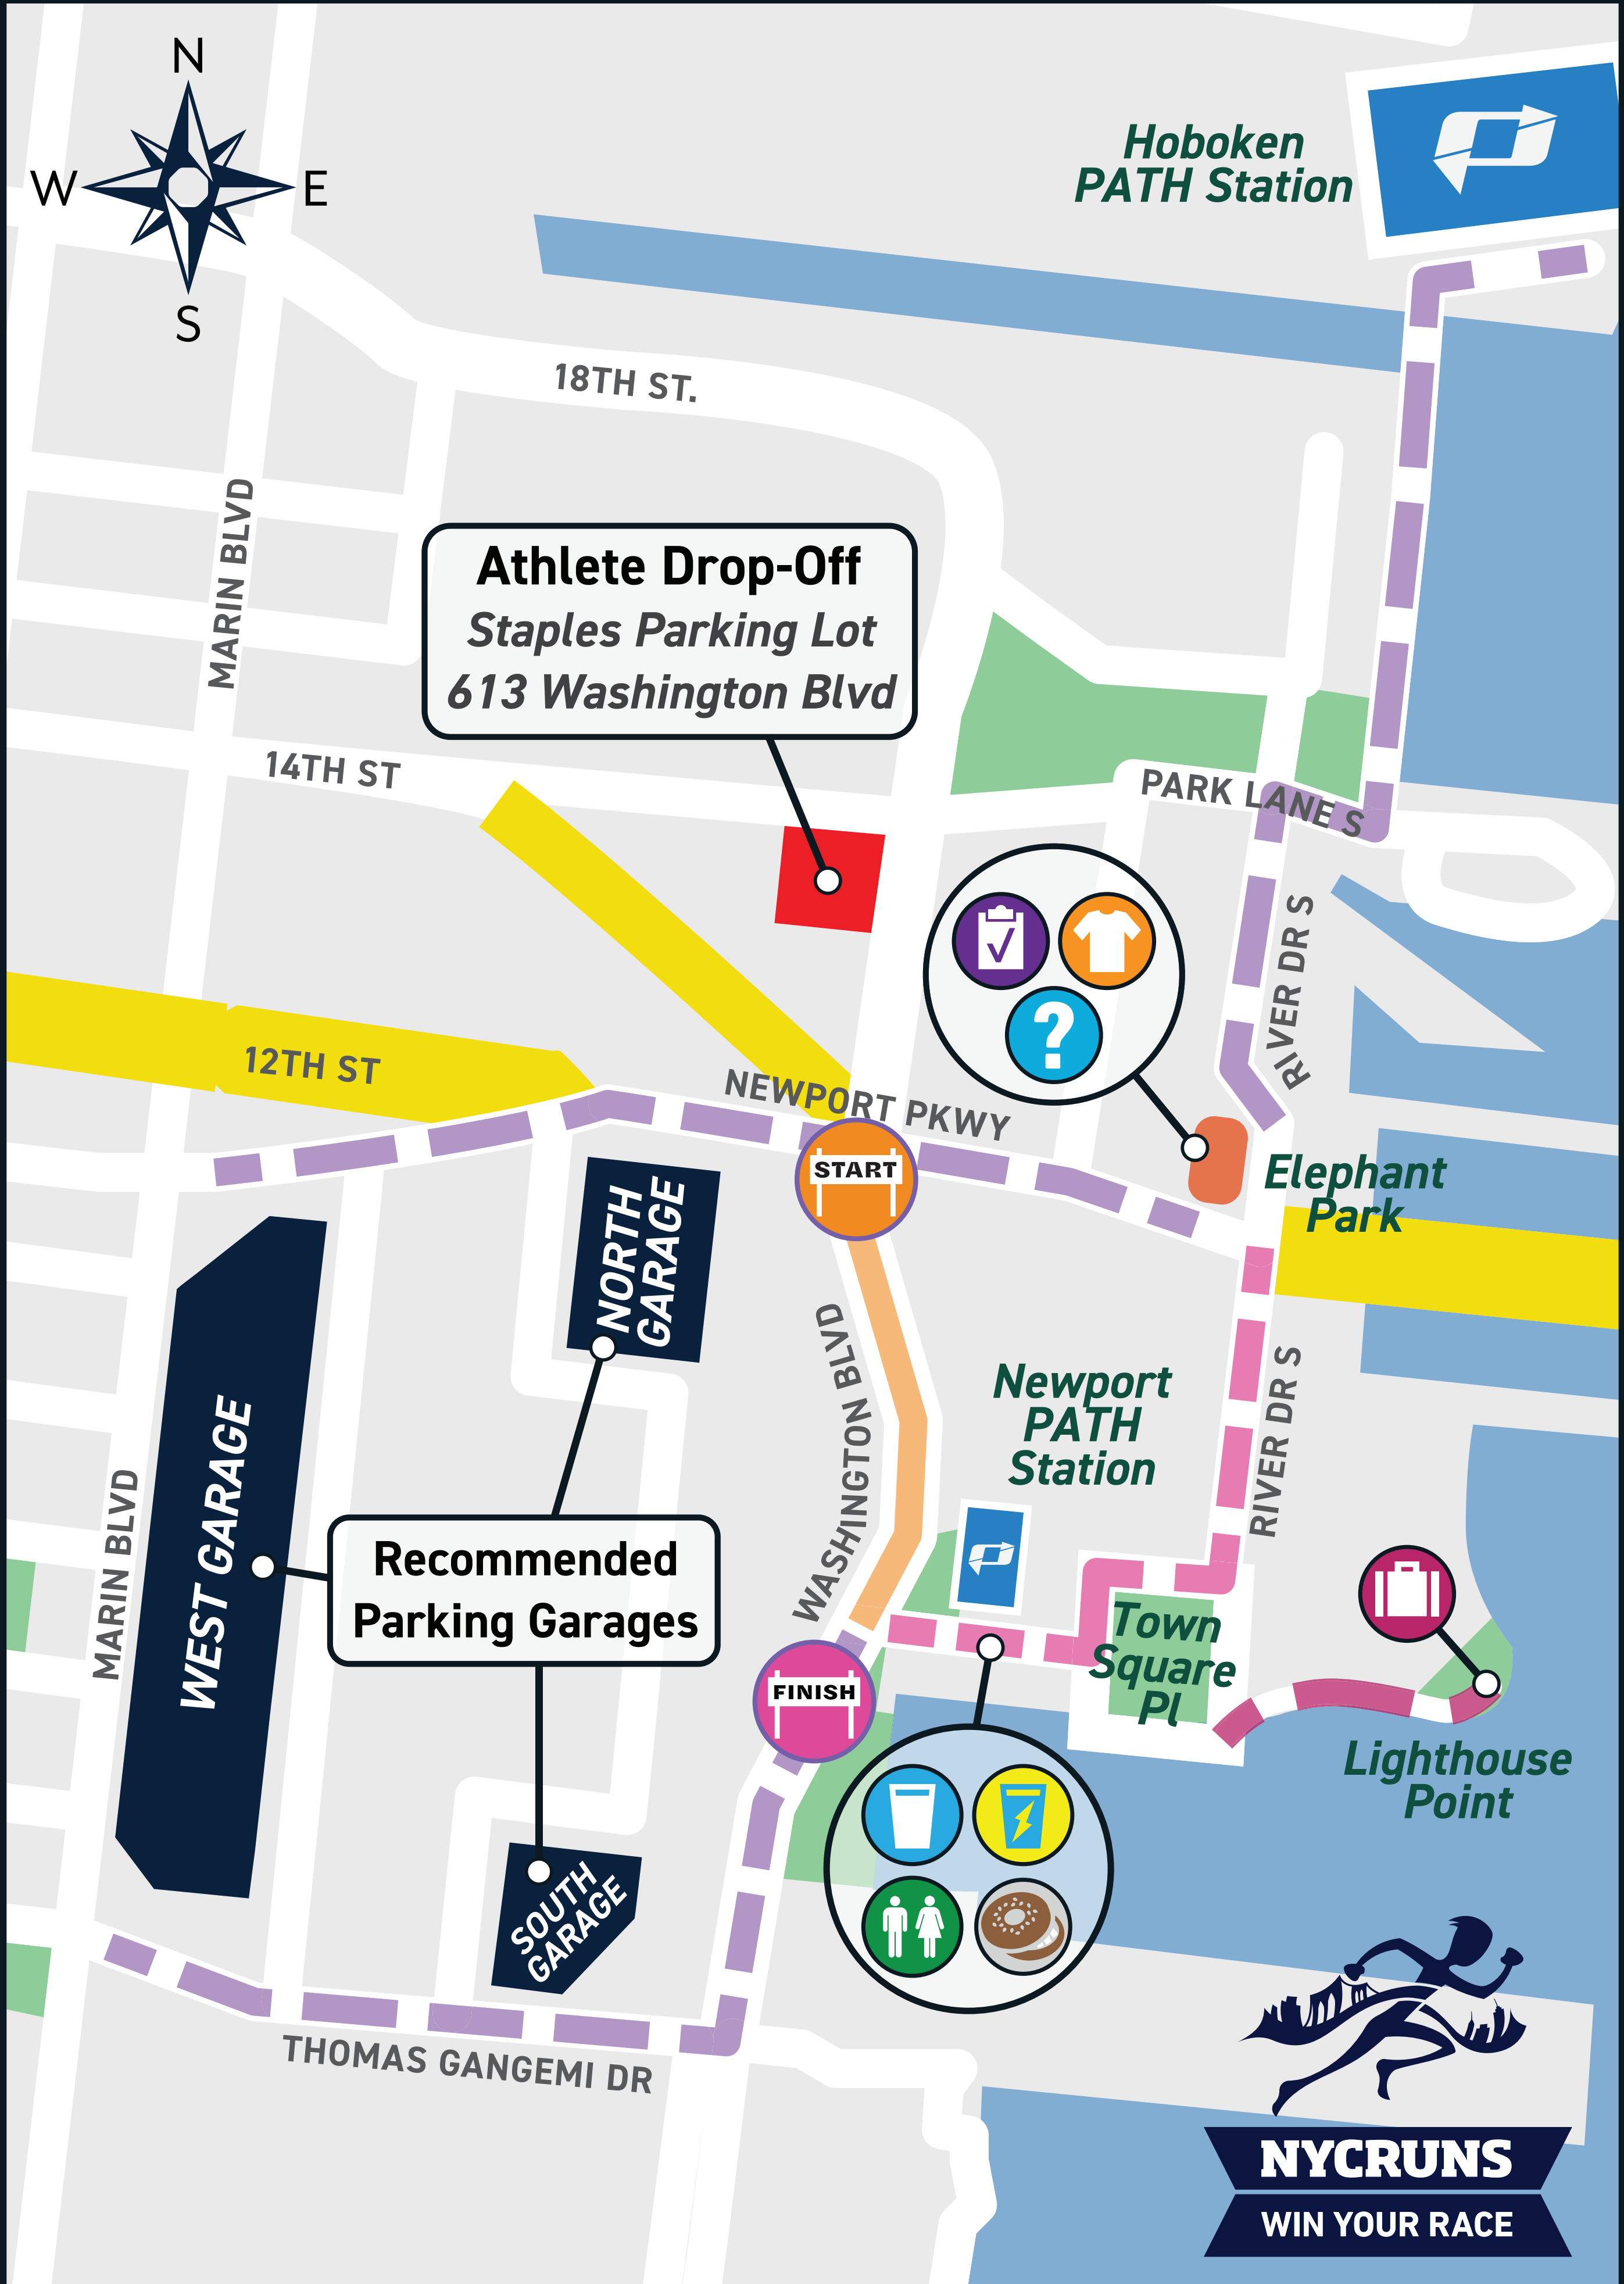 N
W
E
S
Hoboken
PATH Station
18TH ST.
MARIN BLVD
Athlete Drop-Off
Staples Parking Lot
613 Washington Blvd
14TH ST
PARK LANE S
RIVER DR S
12TH ST
NEWPORT PKWY
START
Elephant
Park
NORTH
GARAGE
WASHINGTON BLVD
Newport
PATH
Station
RIVER DR S
WEST GARAGE
MARIN BLVD
Recommended
Parking Garages
Town
Square
Pl
FINISH
Lighthouse
Point
SOUTH
GARAGE
THOMAS GANGEMI DR
NYCRUNS
WIN YOUR RACE